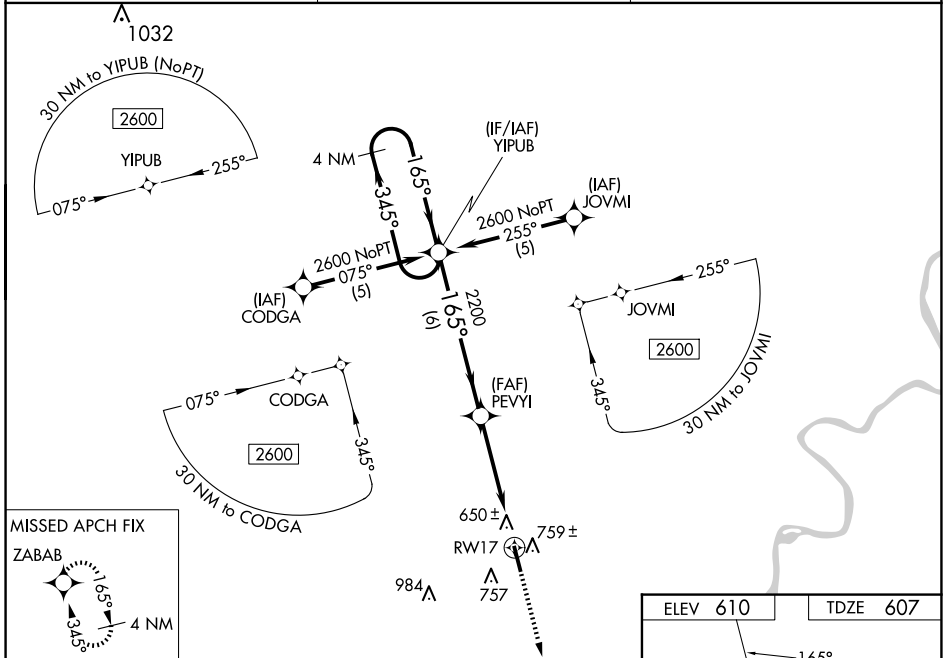 1032
30 NM to YIPUB (NoPT)
2600
YIPUB
075°
255°
4 NM
165°
345°
(IF/IAF)
YIPUB
(IAF)
JOVMI
2600 NoPT
255°
(5)
2600 NoPT
075°
(5)
(IAF)
CODGA
2200
165°
(6)
255°
JOVMI
2600
345°
30 NM to JOVMI
075°
CODGA
2600
345°
30 NM to CODGA
(FAF)
PEVYI
650 ±
RW17
759 ±
984
757
MISSED APCH FIX
ZABAB
165°
345°
4 NM
ELEV 610
TDZE 607
165°